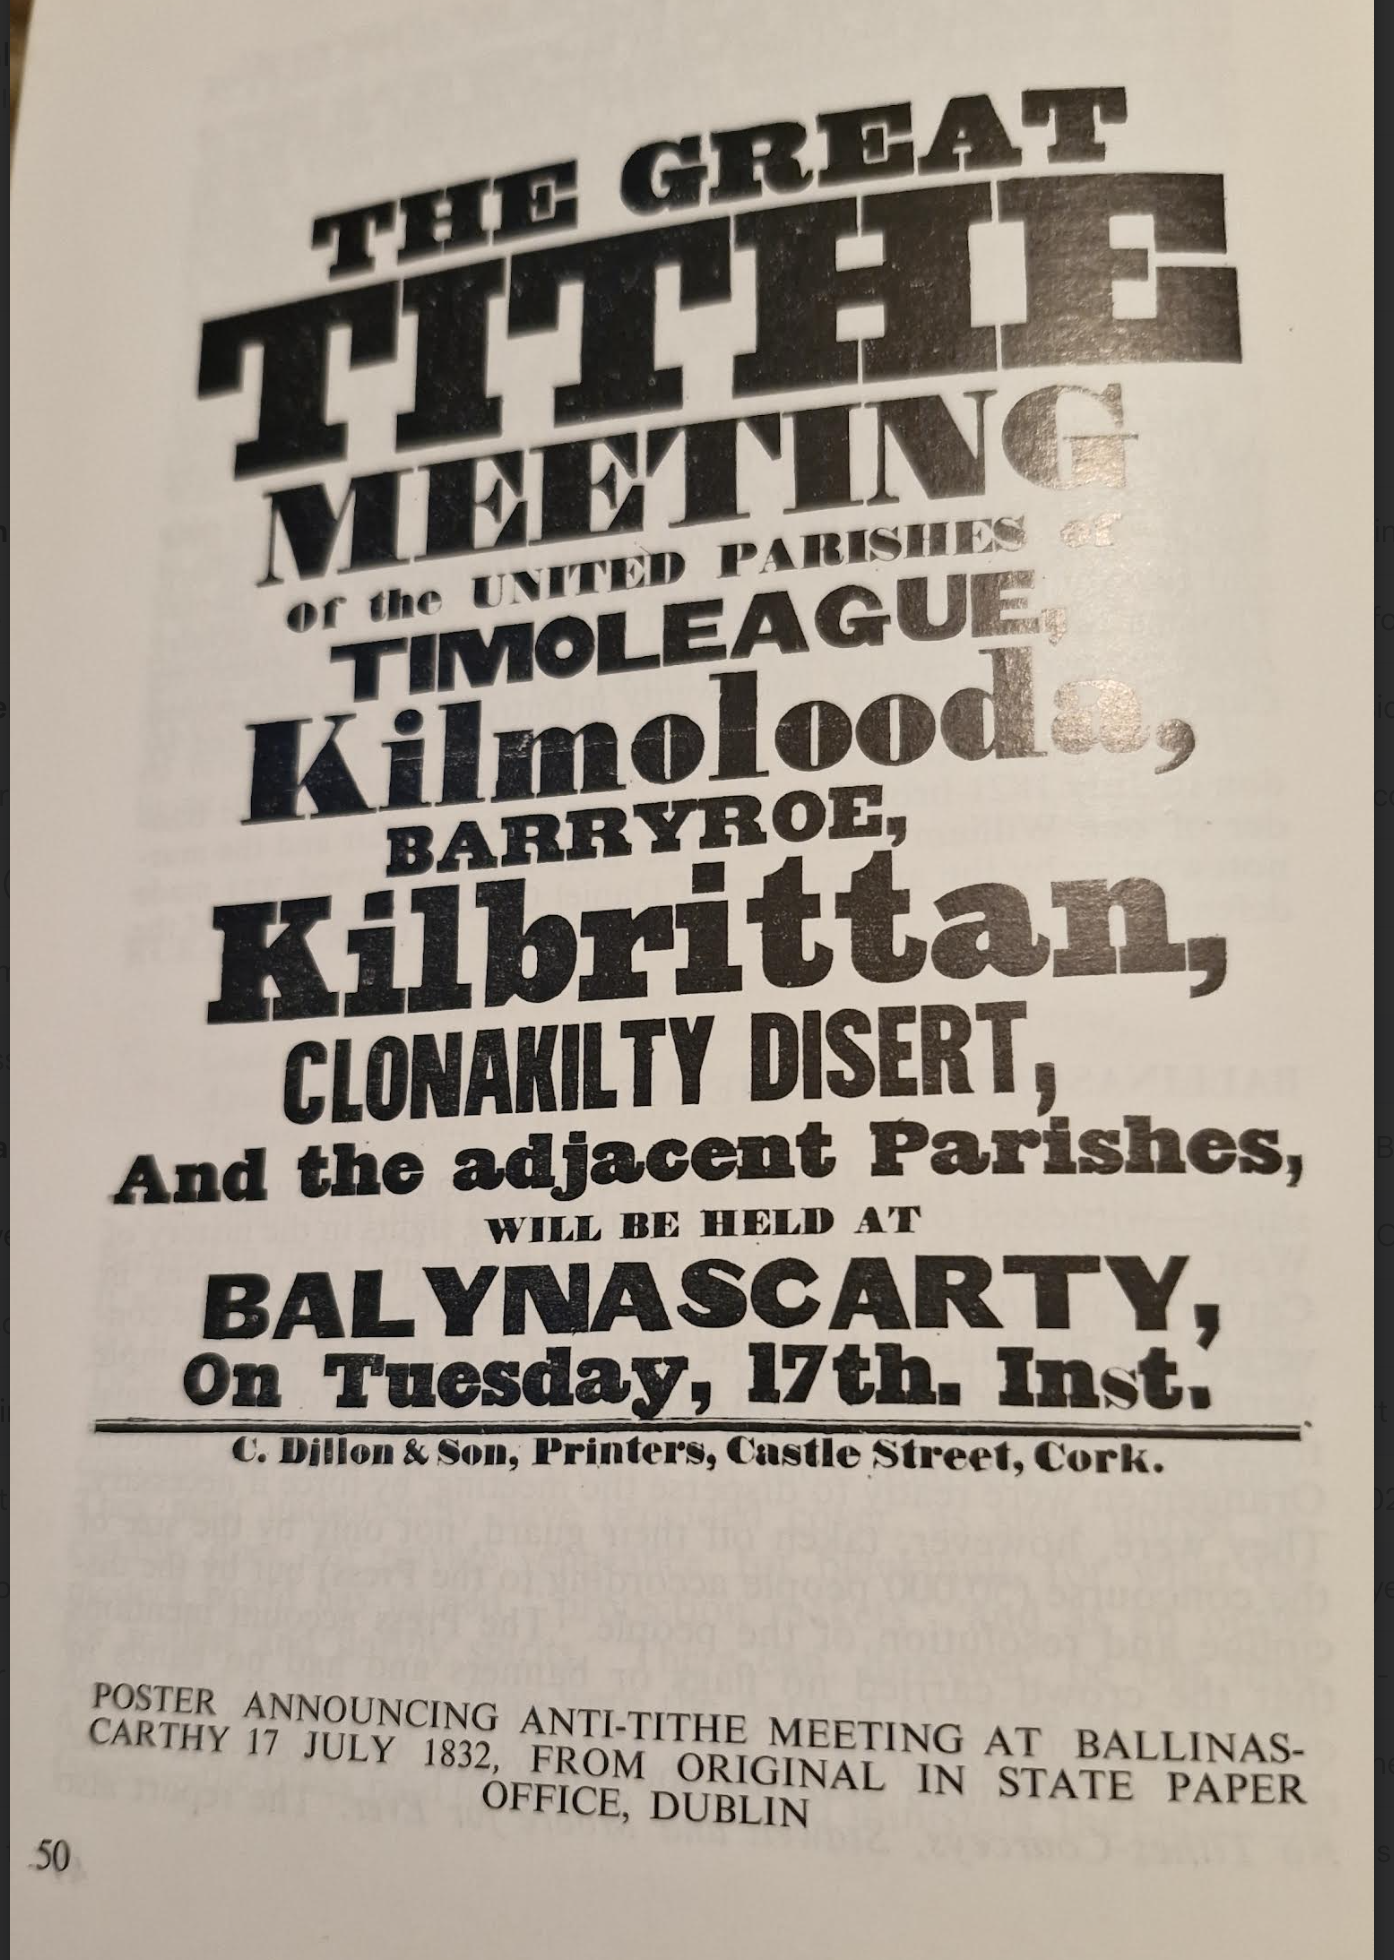 THE GREAT
TITHE
MEETING
Of the UNITED PARISHES of
TIMOLEAGUE,
Kilmolooda,
BARRYROE,
Kilbrittan,
CLONAKILTY DISERT,
And the adjacent Parishes,
WILL BE HELD AT
BALYNASCARTY,
On Tuesday, 17th. Inst.
C. Dillon & Son, Printers, Castle Street, Cork.
POSTER ANNOUNCING ANTI-TITHE MEETING AT BALLINAS-
CARTHY 17 JULY 1832, FROM ORIGINAL IN STATE PAPER
OFFICE, DUBLIN
50